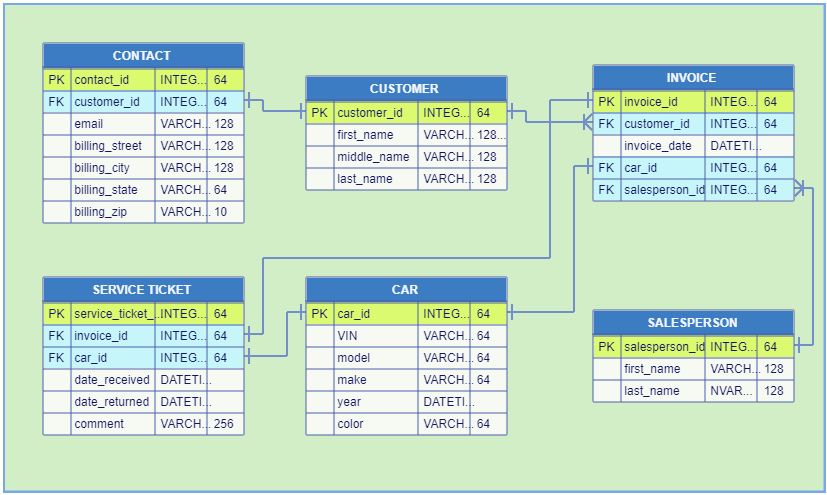 CONTACT
PK contact_id INTEG... 64
FK customer_id INTEG... 64
email VARCH... 128
billing_street VARCH... 128
billing_city VARCH... 128
billing_state VARCH... 64
billing_zip VARCH... 10
CUSTOMER
PK customer_id INTEG... 64
first_name VARCH... 128...
middle_name VARCH... 128
last_name VARCH... 128
INVOICE
PK invoice_id INTEG... 64
FK customer_id INTEG... 64
invoice_date DATETI...
FK car_id INTEG... 64
FK salesperson_id INTEG... 64
SERVICE TICKET
PK service_ticket_... INTEG... 64
FK invoice_id INTEG... 64
FK car_id INTEG... 64
date_received DATETI...
date_returned DATETI...
comment VARCH... 256
CAR
PK car_id INTEG... 64
VIN VARCH... 64
model VARCH... 64
make VARCH... 64
year DATETI...
color VARCH... 64
SALESPERSON
PK salesperson_id INTEG... 64
first_name VARCH... 128
last_name NVAR... 128